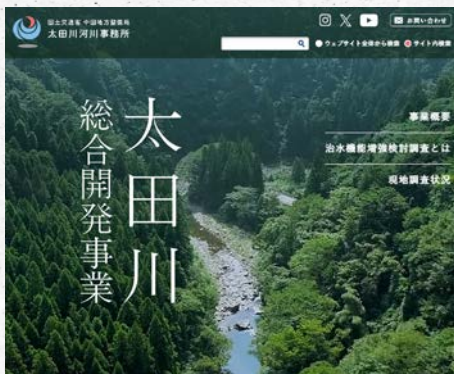 国土交通省 中国地方整備局
太田川河川事務所
お問い合わせ
ウェブサイト全体から検索
サイト内検索
太田川
総合開発事業
事業概要
治水機能増強検討調査とは
現地調査状況